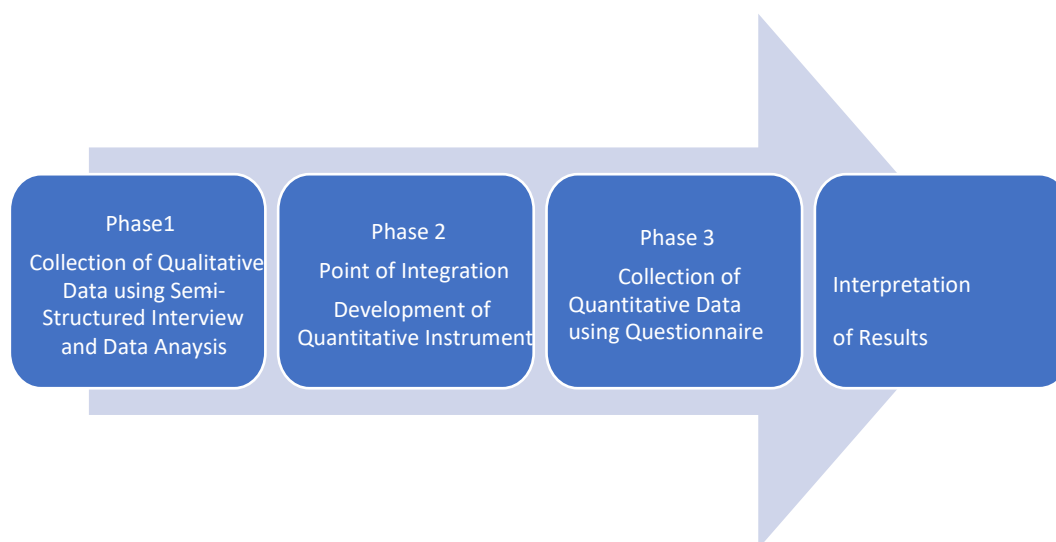 Phase1
Collection of Qualitative
Data using Semi-
Structured Interview
and Data Anaysis
Phase 2
Point of Integration
Development of
Quantitative Instrument
Phase 3
Collection of
Quantitative Data
using Questionnaire
Interpretation
of Results